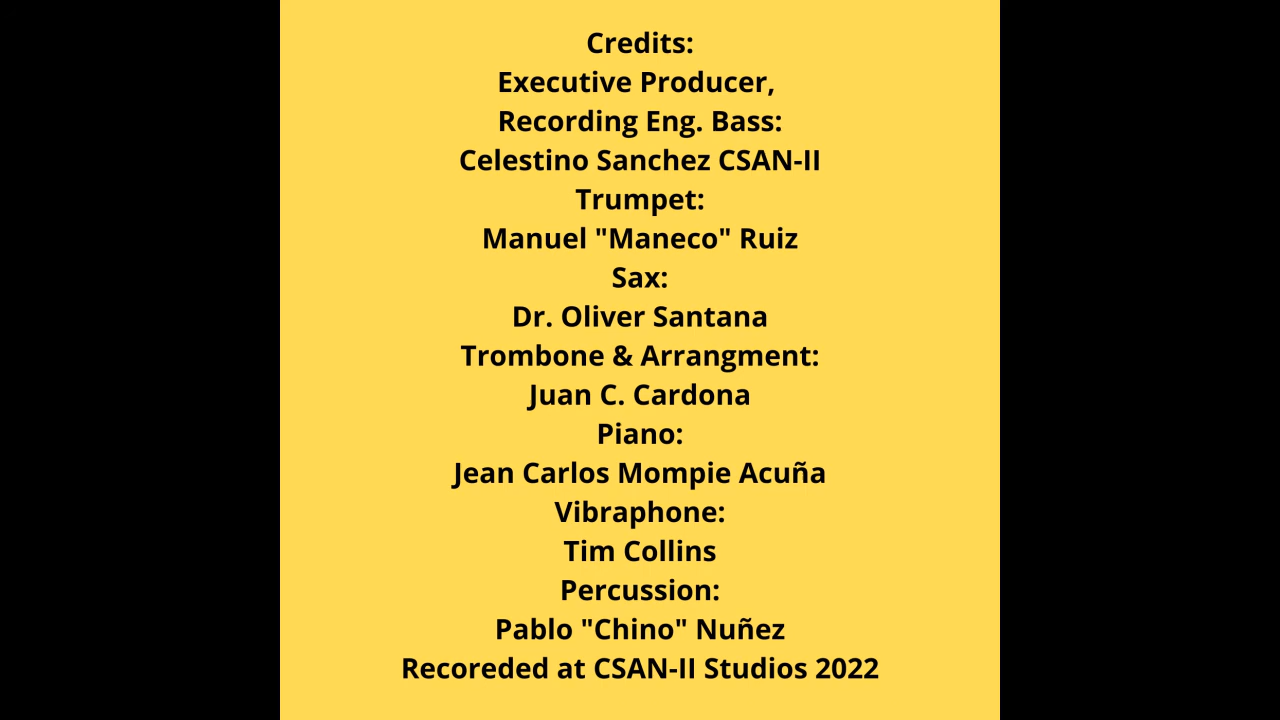 Credits:
Executive Producer,
Recording Eng. Bass:
Celestino Sanchez CSAN-II
Trumpet:
Manuel "Maneco" Ruiz
Sax:
Dr. Oliver Santana
Trombone & Arrangment:
Juan C. Cardona
Piano:
Jean Carlos Mompie Acuña
Vibraphone:
Tim Collins
Percussion:
Pablo "Chino" Nuñez
Recoreded at CSAN-II Studios 2022